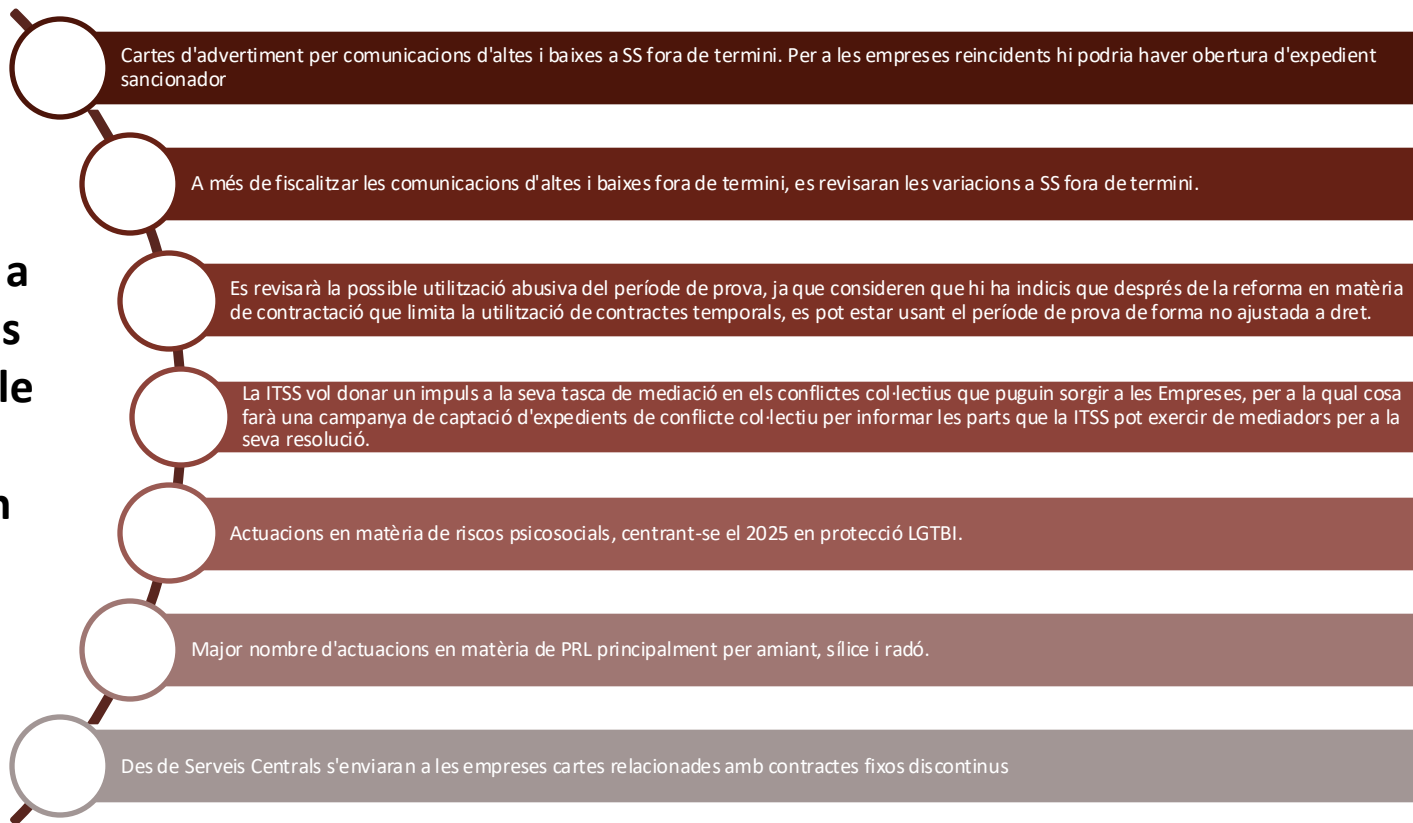 Cartes d'advertiment per comunicacions d'altes i baixes a SS fora de termini. Per a les empreses reincidents hi podria haver obertura d'expedient
sancionador
A més de fiscalitzar les comunicacions d'altes i baixes fora de termini, es revisaran les variacions a SS fora de termini.
a
s
le
Es revisarà la possible utilització abusiva del període de prova, ja que consideren que hi ha indicis que després de la reforma en matèria
de contractació que limita la utilització de contractes temporals, es pot estar usant el període de prova de forma no ajustada a dret.
La ITSS vol donar un impuls a la seva tasca de mediació en els conflictes col·lectius que puguin sorgir a les Empreses, per a la qual cosa
farà una campanya de captació d'expedients de conflicte col·lectiu per informar les parts que la ITSS pot exercir de mediadors per a la
seva resolució.
Actuacions en matèria de riscos psicosocials, centrant-se el 2025 en protecció LGTBI.
Major nombre d'actuacions en matèria de PRL principalment per amiant, sílice i radó.
Des de Serveis Centrals s'enviaran a les empreses cartes relacionades amb contractes fixos discontinus